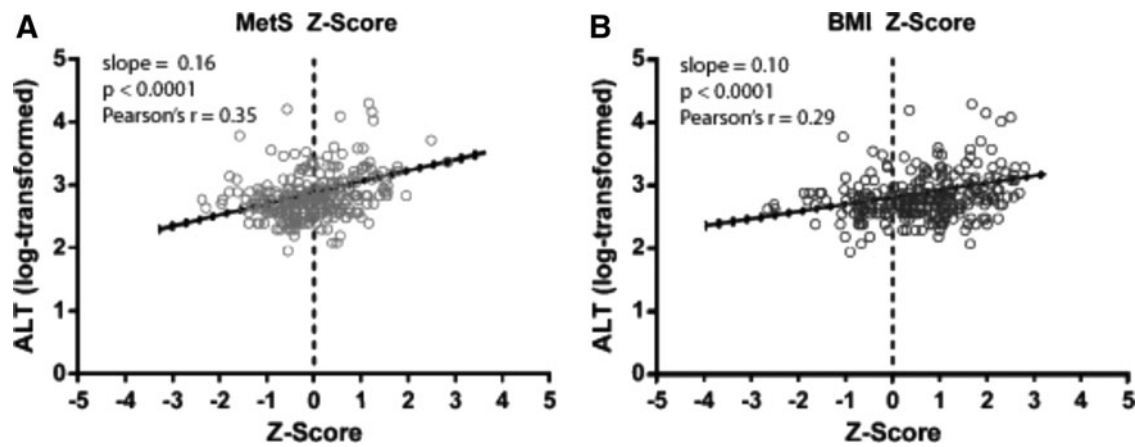 A
MetS Z-Score
slope = 0.16
p < 0.0001
Pearson's r = 0.35
ALT (log-transformed)
5
4
3
2
1
0
-5 -4 -3 -2 -1 0 1 2 3 4 5
Z-Score
B
BMI Z-Score
slope = 0.10
p < 0.0001
Pearson's r = 0.29
ALT (log-transformed)
5
4
3
2
1
0
-5 -4 -3 -2 -1 0 1 2 3 4 5
Z-Score